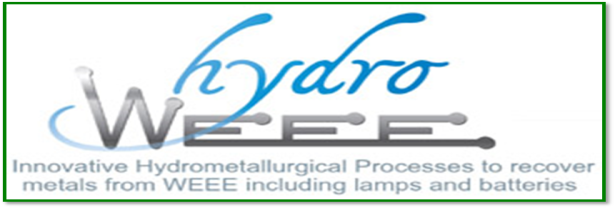 hydro
WEEE
Innovative Hydrometallurgical Processes to recover
metals from WEEE including lamps and batteries